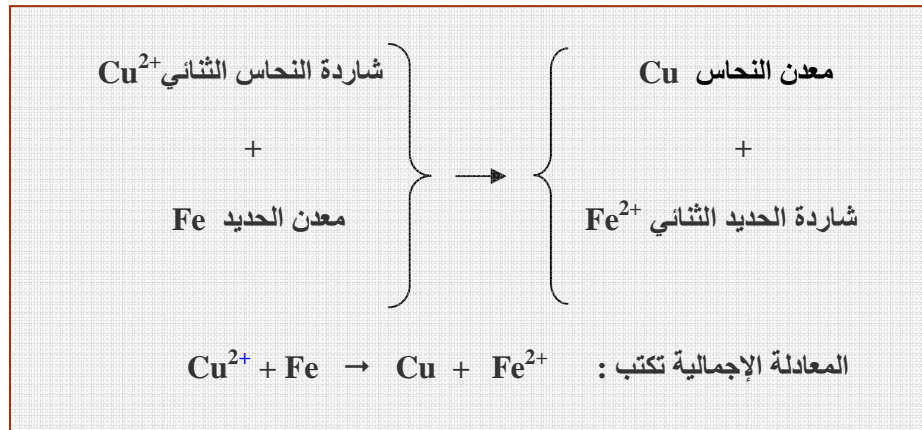 شاردة النحاس الثنائي Cu²⁺
معدن النحاس Cu
+
+
معدن الحديد Fe
شاردة الحديد الثنائي Fe²⁺
المعادلة الإجمالية تكتب : Cu²⁺ + Fe → Cu + Fe²⁺